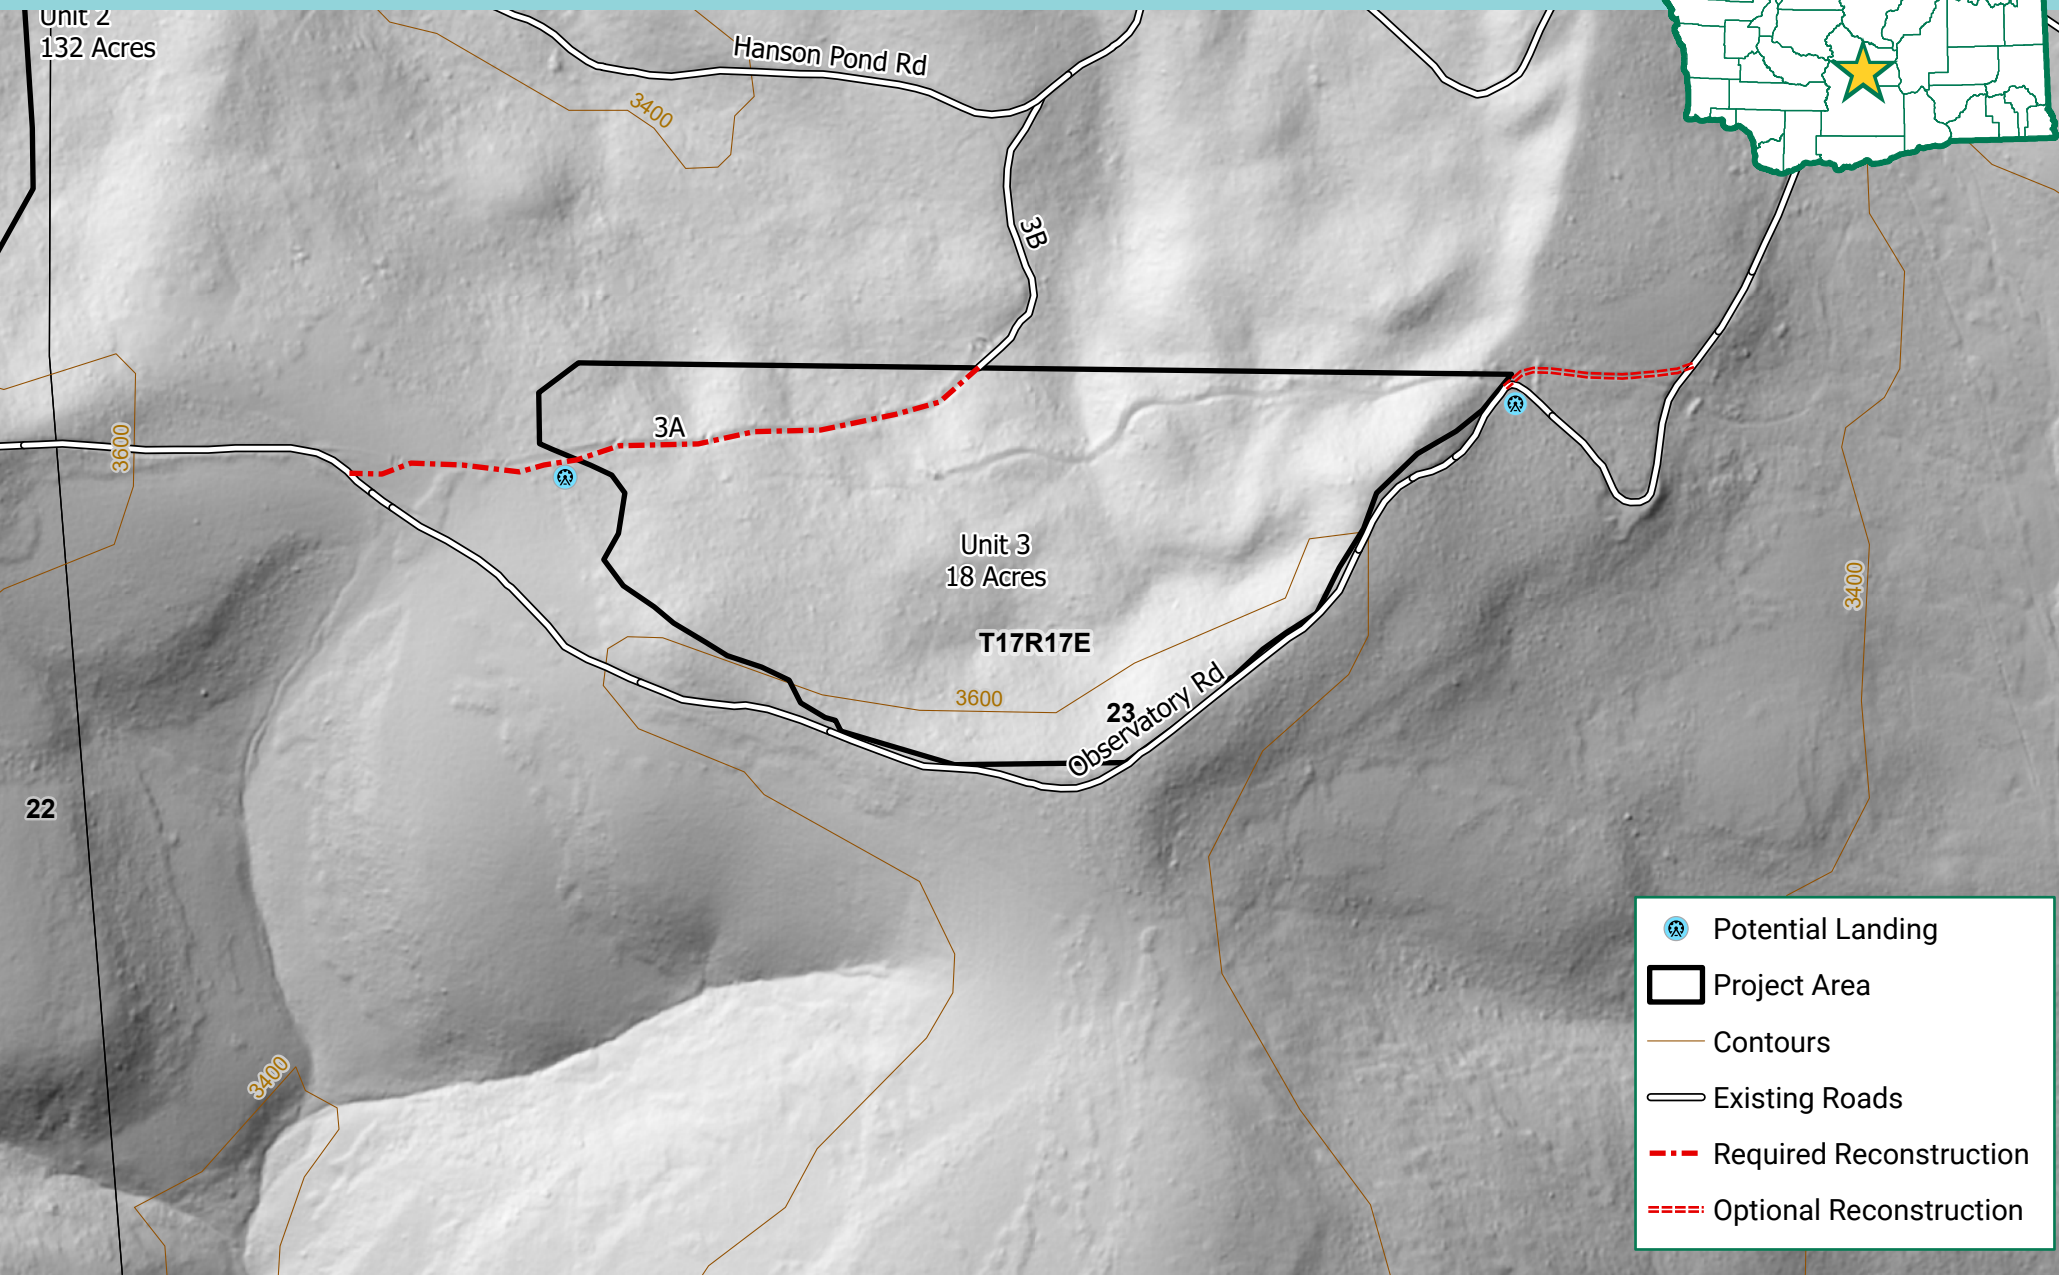 Unit 2
132 Acres
Hanson Pond Rd
3400
3B
3600
3A
Unit 3
18 Acres
T17R17E
3400
3600
23
Observatory Rd
22
3400
Potential Landing
Project Area
Contours
Existing Roads
Required Reconstruction
Optional Reconstruction